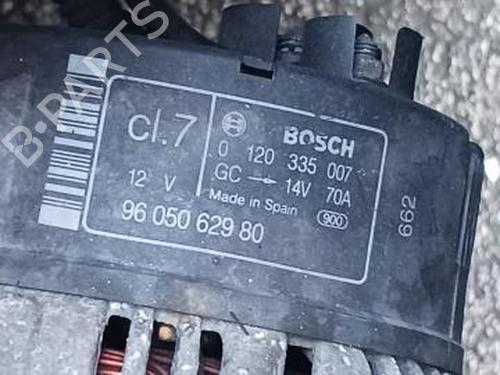 B-PARTS
cl.7
BOSCH
0 120 335 007
12 V
GC → 14V 70A
Made in Spain
900
96 050 629 80
662